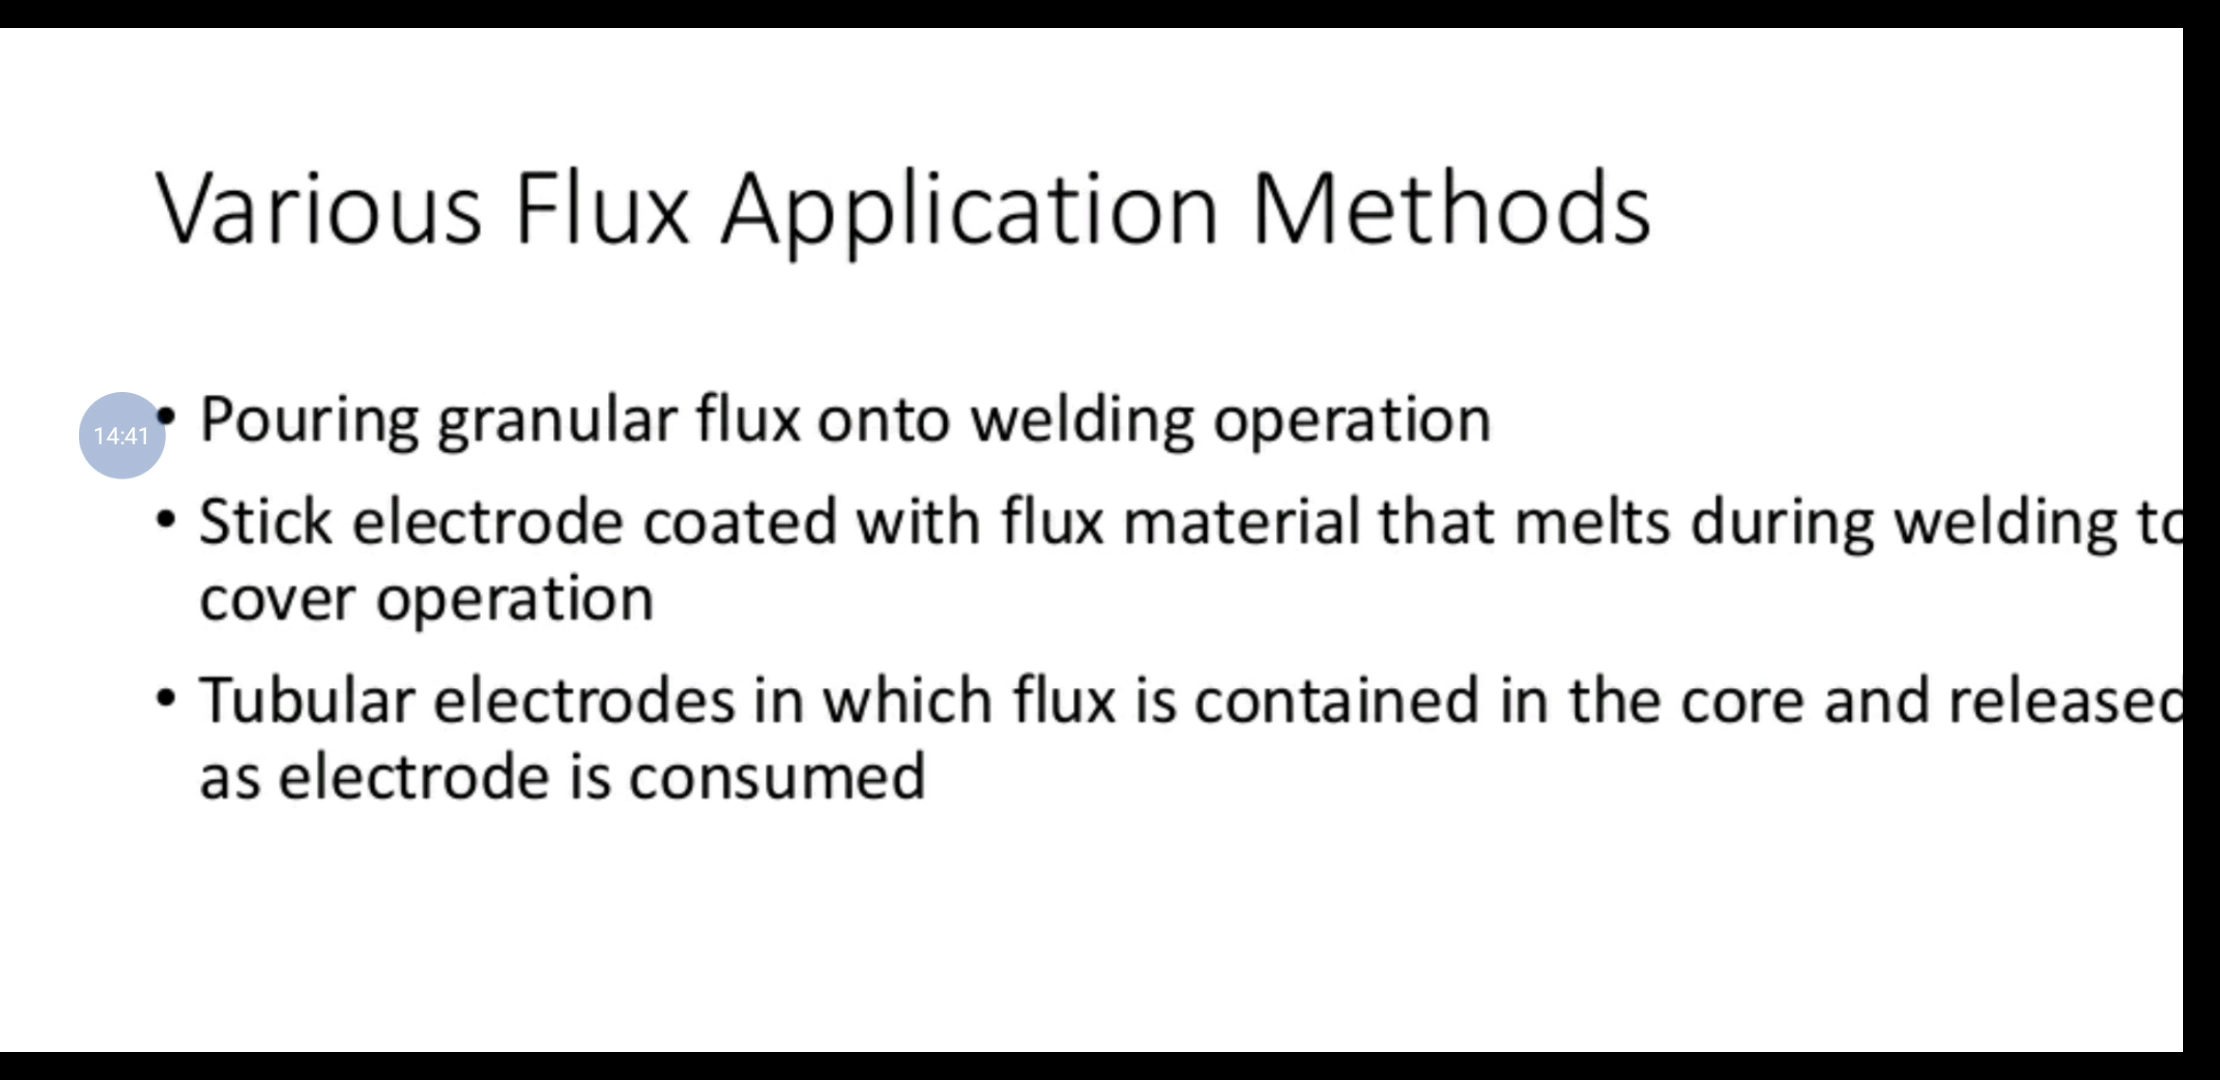 Various Flux Application Methods
14:41
• Pouring granular flux onto welding operation
• Stick electrode coated with flux material that melts during welding to
cover operation
• Tubular electrodes in which flux is contained in the core and released
as electrode is consumed